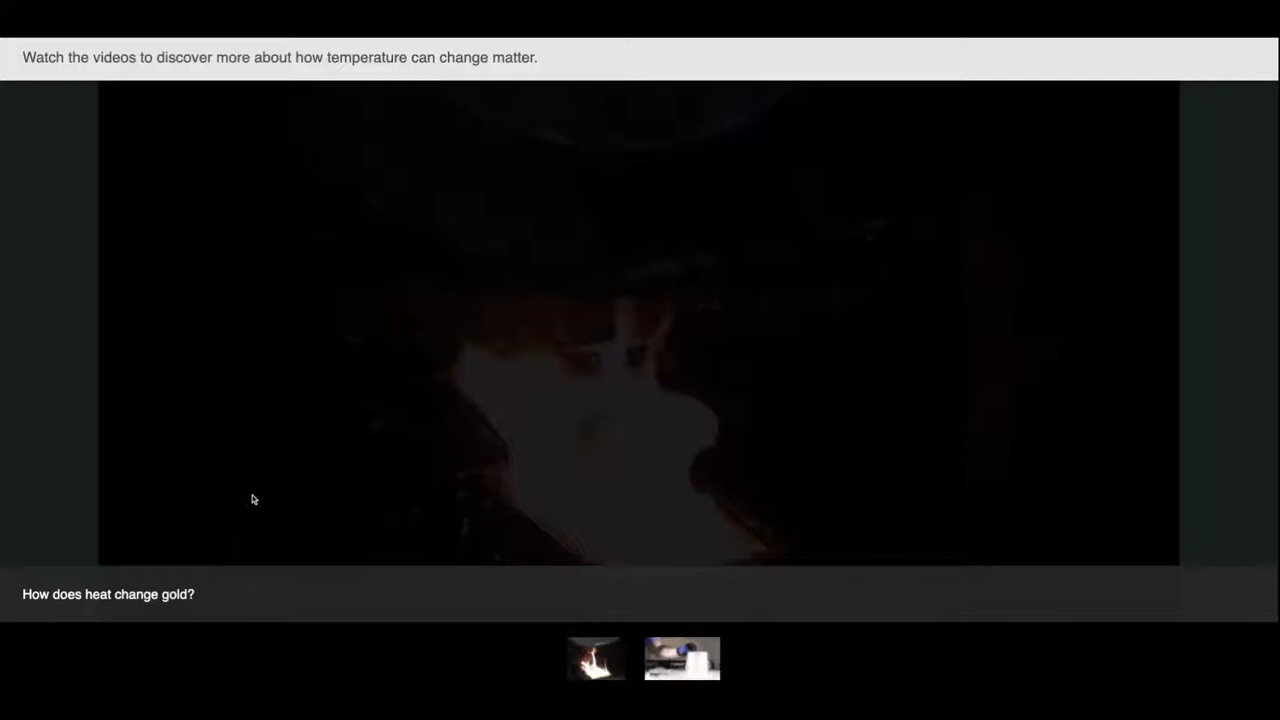 Watch the videos to discover more about how temperature can change matter.
How does heat change gold?